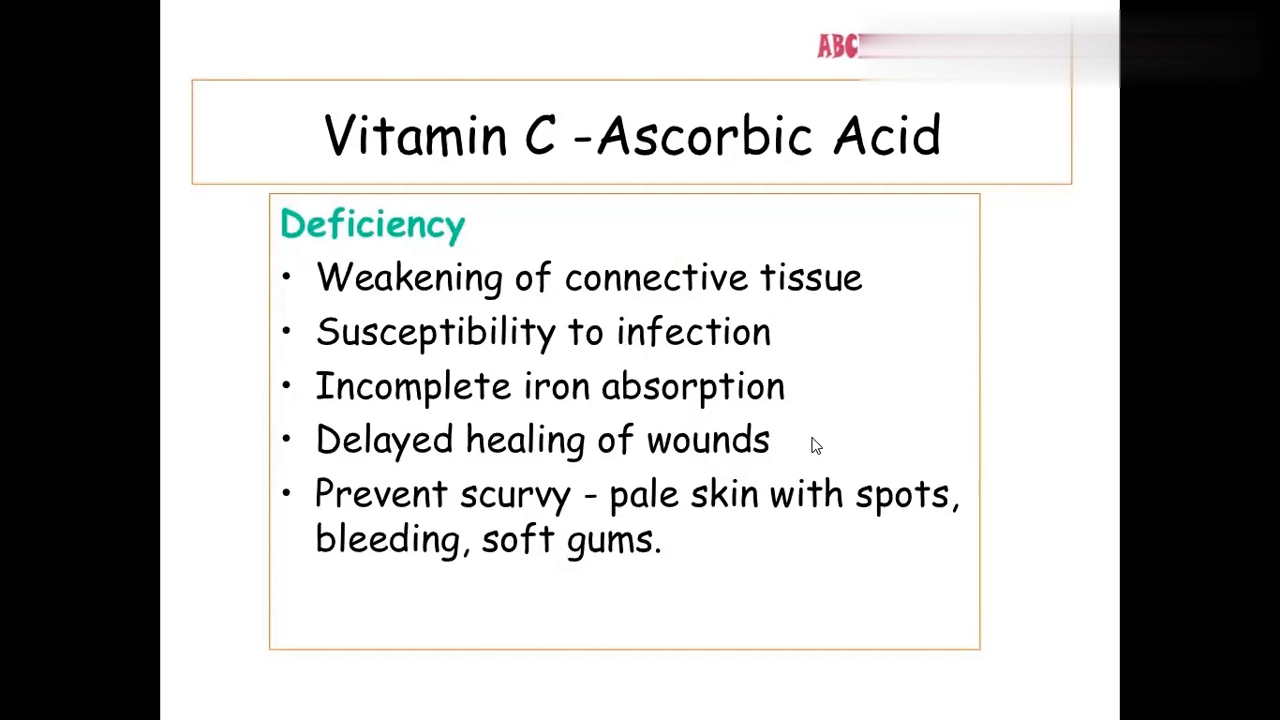 ABC
Vitamin C -Ascorbic Acid
Deficiency
• Weakening of connective tissue
• Susceptibility to infection
• Incomplete iron absorption
• Delayed healing of wounds
• Prevent scurvy - pale skin with spots,
bleeding, soft gums.